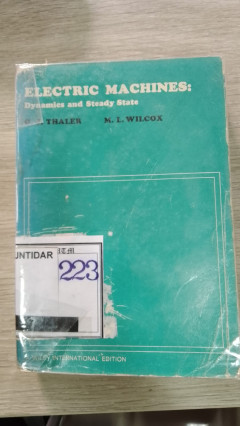 ELECTRIC MACHINES:
Dynamics and Steady State
THALER M. L. WILCOX
UNTIDAR
223
INTERNATIONAL EDITION